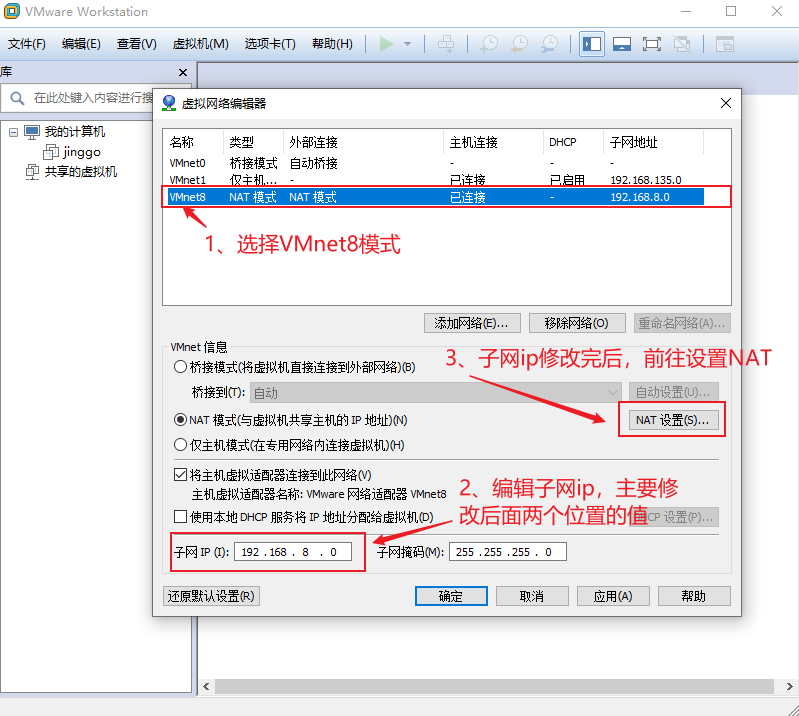 VMware Workstation
文件(F) 编辑(E) 查看(V) 虚拟机(M) 选项卡(T) 帮助(H)
库
在此处键入内容进行搜
我的计算机
jinggo
共享的虚拟机
虚拟网络编辑器
名称 类型 外部连接 主机连接 DHCP 子网地址
VMnet0 桥接模式 自动桥接 - -
VMnet1 仅主机... - 已连接 已启用 192.168.135.0
VMnet8 NAT 模式 NAT 模式 已连接 - 192.168.8.0
1、选择VMnet8模式
添加网络(E)... 移除网络(O) 重命名网络(A)...
VMnet 信息
3、子网ip修改完后，前往设置NAT
桥接模式(将虚拟机直接连接到外部网络)(B)
桥接到(T): 自动 自动设置(U)...
NAT 模式(与虚拟机共享主机的 IP 地址)(N) NAT 设置(S)...
仅主机模式(在专用网络内连接虚拟机)(H)
将主机虚拟适配器连接到此网络(V)
主机虚拟适配器名称: VMware 网络适配器 VMnet8
2、编辑子网ip，主要修
改后面两个位置的值
使用本地 DHCP 服务将 IP 地址分配给虚拟机(D) CP 设置(P)...
子网 IP (I): 192 .168 . 8 . 0 子网掩码(M): 255 .255 .255 . 0
还原默认设置(R) 确定 取消 应用(A) 帮助